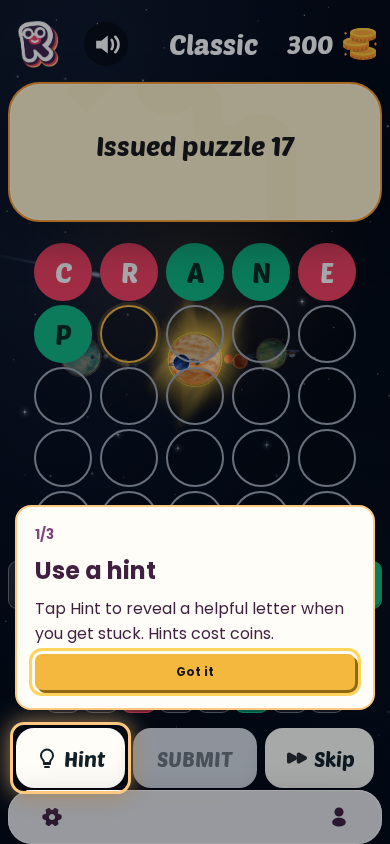 R
Classic
300
Issued puzzle 17
C R A N E
P
1/3
Use a hint
Tap Hint to reveal a helpful letter when
you get stuck. Hints cost coins.
Got it
Hint
SUBMIT
Skip